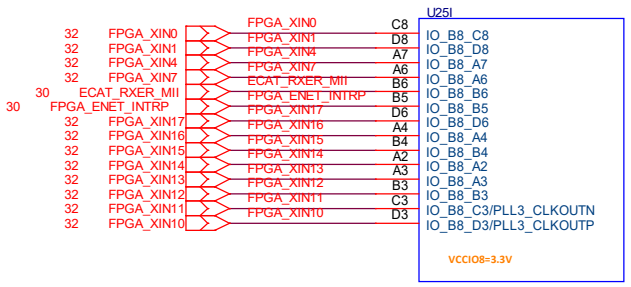 U25I
32 FPGA_XIN0 FPGA_XIN0 C8 IO_B8_C8
32 FPGA_XIN1 FPGA_XIN1 D8 IO_B8_D8
32 FPGA_XIN4 FPGA_XIN4 A7 IO_B8_A7
32 FPGA_XIN7 FPGA_XIN7 A6 IO_B8_A6
30 ECAT_RXER_MII ECAT_RXER_MII B6 IO_B8_B6
30 FPGA_ENET_INTRP FPGA_ENET_INTRP B5 IO_B8_B5
32 FPGA_XIN17 FPGA_XIN17 D6 IO_B8_D6
32 FPGA_XIN16 FPGA_XIN16 A4 IO_B8_A4
32 FPGA_XIN15 FPGA_XIN15 B4 IO_B8_B4
32 FPGA_XIN14 FPGA_XIN14 A2 IO_B8_A2
32 FPGA_XIN13 FPGA_XIN13 A3 IO_B8_A3
32 FPGA_XIN12 FPGA_XIN12 B3 IO_B8_B3
32 FPGA_XIN11 FPGA_XIN11 C3 IO_B8_C3/PLL3_CLKOUTN
32 FPGA_XIN10 FPGA_XIN10 D3 IO_B8_D3/PLL3_CLKOUTP
VCCIO8=3.3V